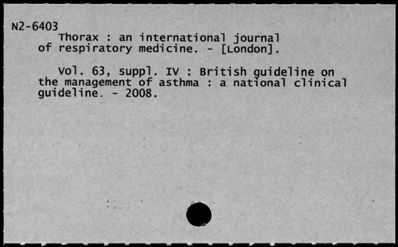 N2-6403
Thorax : an international journal
of respiratory medicine. - [London].
Vol. 63, suppl. IV : British guideline on
the management of asthma : a national clinical
guideline. - 2008.